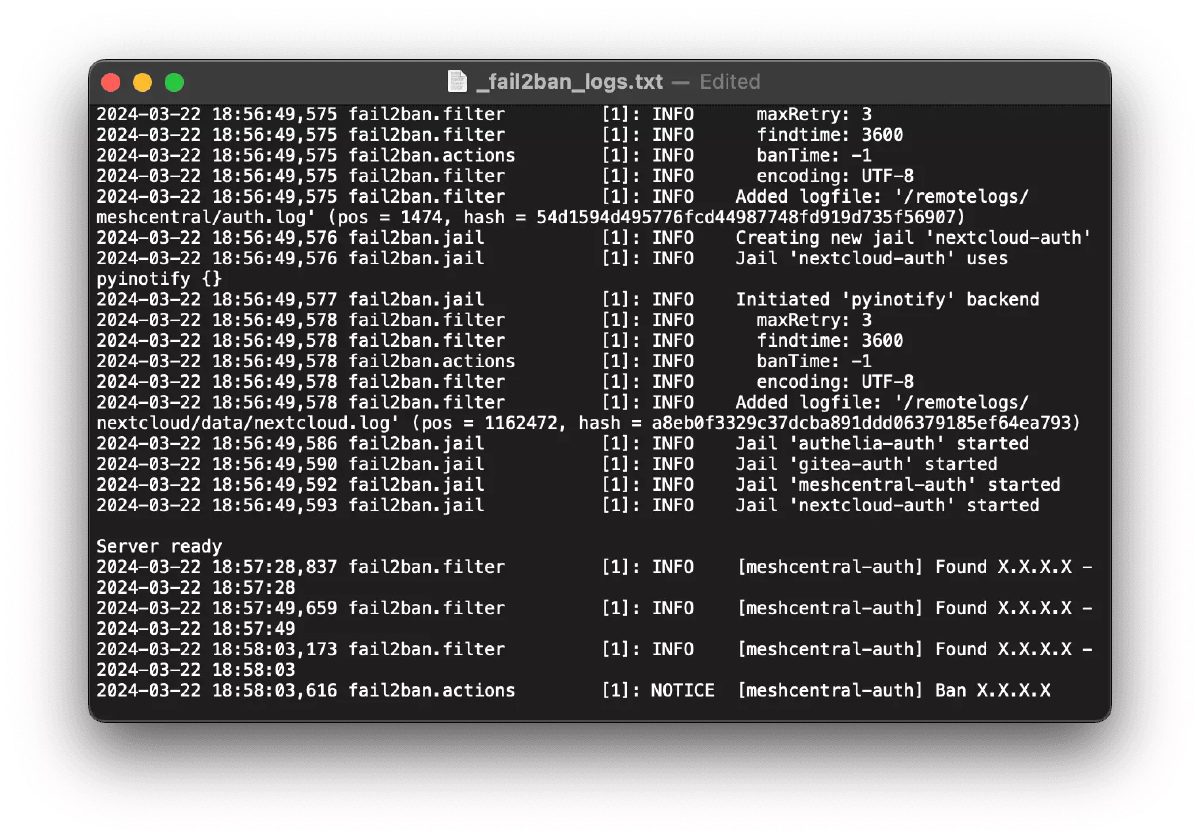 _fail2ban_logs.txt — Edited
2024-03-22 18:56:49,575 fail2ban.filter [1]: INFO maxRetry: 3
2024-03-22 18:56:49,575 fail2ban.filter [1]: INFO findtime: 3600
2024-03-22 18:56:49,575 fail2ban.actions [1]: INFO banTime: -1
2024-03-22 18:56:49,575 fail2ban.filter [1]: INFO encoding: UTF-8
2024-03-22 18:56:49,575 fail2ban.filter [1]: INFO Added logfile: '/remotelogs/
meshcentral/auth.log' (pos = 1474, hash = 54d1594d495776fcd44987748fd919d735f56907)
2024-03-22 18:56:49,576 fail2ban.jail [1]: INFO Creating new jail 'nextcloud-auth'
2024-03-22 18:56:49,576 fail2ban.jail [1]: INFO Jail 'nextcloud-auth' uses
pyinotify {}
2024-03-22 18:56:49,577 fail2ban.jail [1]: INFO Initiated 'pyinotify' backend
2024-03-22 18:56:49,578 fail2ban.filter [1]: INFO maxRetry: 3
2024-03-22 18:56:49,578 fail2ban.filter [1]: INFO findtime: 3600
2024-03-22 18:56:49,578 fail2ban.actions [1]: INFO banTime: -1
2024-03-22 18:56:49,578 fail2ban.filter [1]: INFO encoding: UTF-8
2024-03-22 18:56:49,578 fail2ban.filter [1]: INFO Added logfile: '/remotelogs/
nextcloud/data/nextcloud.log' (pos = 1162472, hash = a8eb0f3329c37dcba891ddd06379185ef64ea793)
2024-03-22 18:56:49,586 fail2ban.jail [1]: INFO Jail 'authelia-auth' started
2024-03-22 18:56:49,590 fail2ban.jail [1]: INFO Jail 'gitea-auth' started
2024-03-22 18:56:49,592 fail2ban.jail [1]: INFO Jail 'meshcentral-auth' started
2024-03-22 18:56:49,593 fail2ban.jail [1]: INFO Jail 'nextcloud-auth' started
Server ready
2024-03-22 18:57:28,837 fail2ban.filter [1]: INFO [meshcentral-auth] Found X.X.X.X -
2024-03-22 18:57:28
2024-03-22 18:57:49,659 fail2ban.filter [1]: INFO [meshcentral-auth] Found X.X.X.X -
2024-03-22 18:57:49
2024-03-22 18:58:03,173 fail2ban.filter [1]: INFO [meshcentral-auth] Found X.X.X.X -
2024-03-22 18:58:03
2024-03-22 18:58:03,616 fail2ban.actions [1]: NOTICE [meshcentral-auth] Ban X.X.X.X